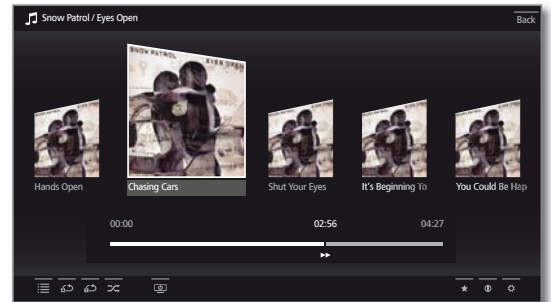 Snow Patrol / Eyes Open
Back
SNOW PATROL EYES OPEN
Hands Open
Chasing Cars
Shut Your Eyes
It's Beginning To
You Could Be Hap
00:00
02:56
04:27